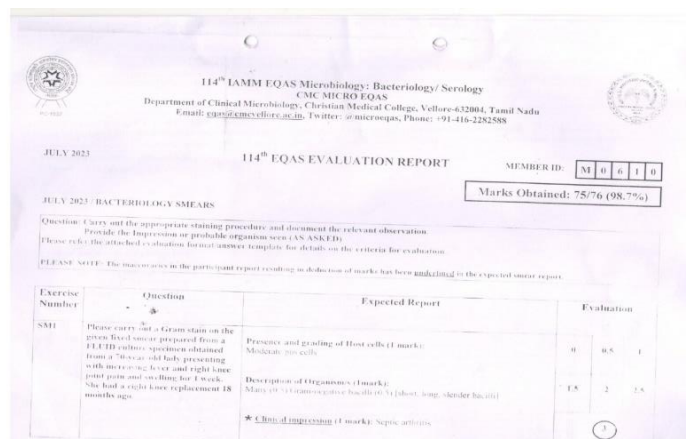 114th IAMM EQAS Microbiology: Bacteriology/ Serology
CMC MICRO EQAS
Department of Clinical Microbiology, Christian Medical College, Vellore-632004, Tamil Nadu
Email: eqas@cmcvellore.ac.in, Twitter: @microeqas, Phone: +91-416-2282588
JULY 2023
114th EQAS EVALUATION REPORT
MEMBER ID: M 0 6 1 0
Marks Obtained: 75/76 (98.7%)
JULY 2023 / BACTERIOLOGY SMEARS
Question: Carry out the appropriate staining procedure and document the relevant observation
Provide the Impression or probable organism seen (AS ASKED)
Please refer the attached evaluation format/answer template for details on the criteria for evaluation
PLEASE NOTE: The inaccuracies in the participant report resulting in deduction of marks has been underlined in the expected smear report.
Exercise Number
Question
Expected Report
Evaluation
SM1
Please carry out a Gram stain on the
given fixed smear prepared from a
FLUID culture specimen obtained
from a 70-year old lady presenting
with increasing fever and right knee
joint pain and swelling for 1 week.
She had a right knee replacement 18
months ago
Presence and grading of Host cells (1 mark):
Moderate pus cells
0 0.5 1
Description of Organisms (1mark):
Many Gram-negative bacilli [short, long, slender bacilli]
1.5 2 2.5
★ Clinical impression (1 mark): Septic arthritis
3